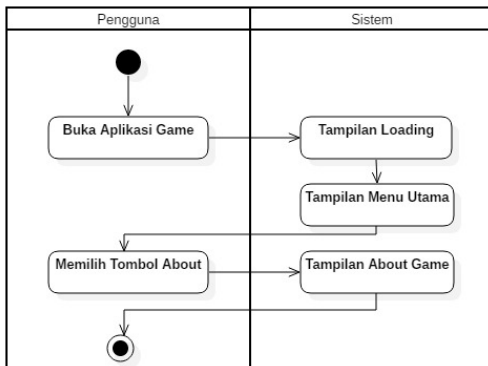 Pengguna
Sistem
Buka Aplikasi Game
Tampilan Loading
Tampilan Menu Utama
Memilih Tombol About
Tampilan About Game